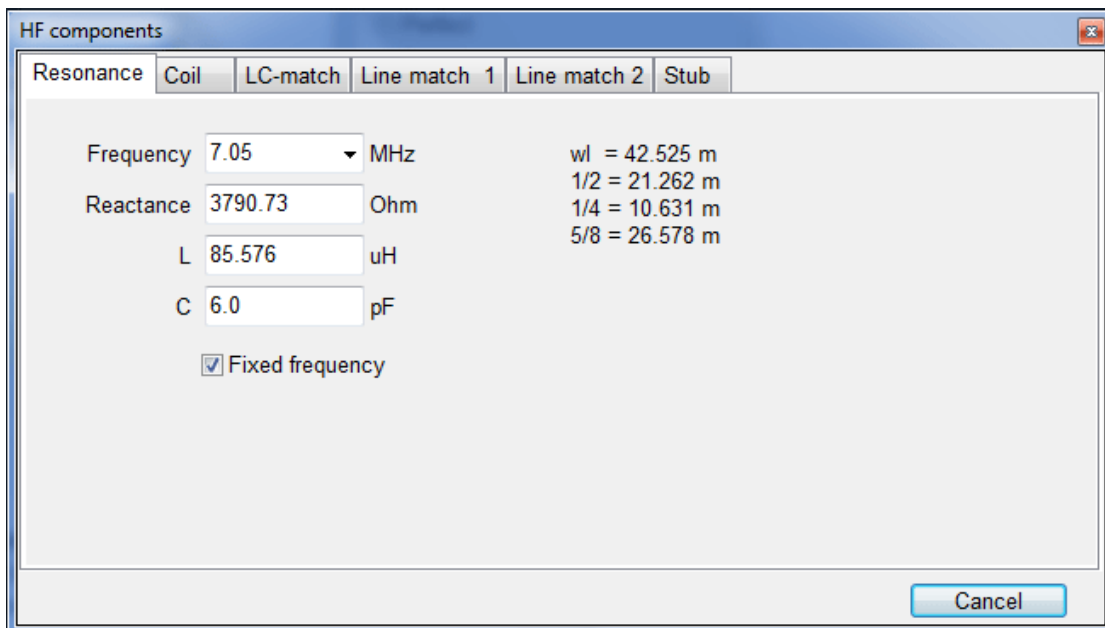 HF components
Resonance Coil LC-match Line match 1 Line match 2 Stub
Frequency 7.05 MHz
Reactance 3790.73 Ohm
L 85.576 uH
C 6.0 pF
Fixed frequency
wl = 42.525 m
1/2 = 21.262 m
1/4 = 10.631 m
5/8 = 26.578 m
Cancel